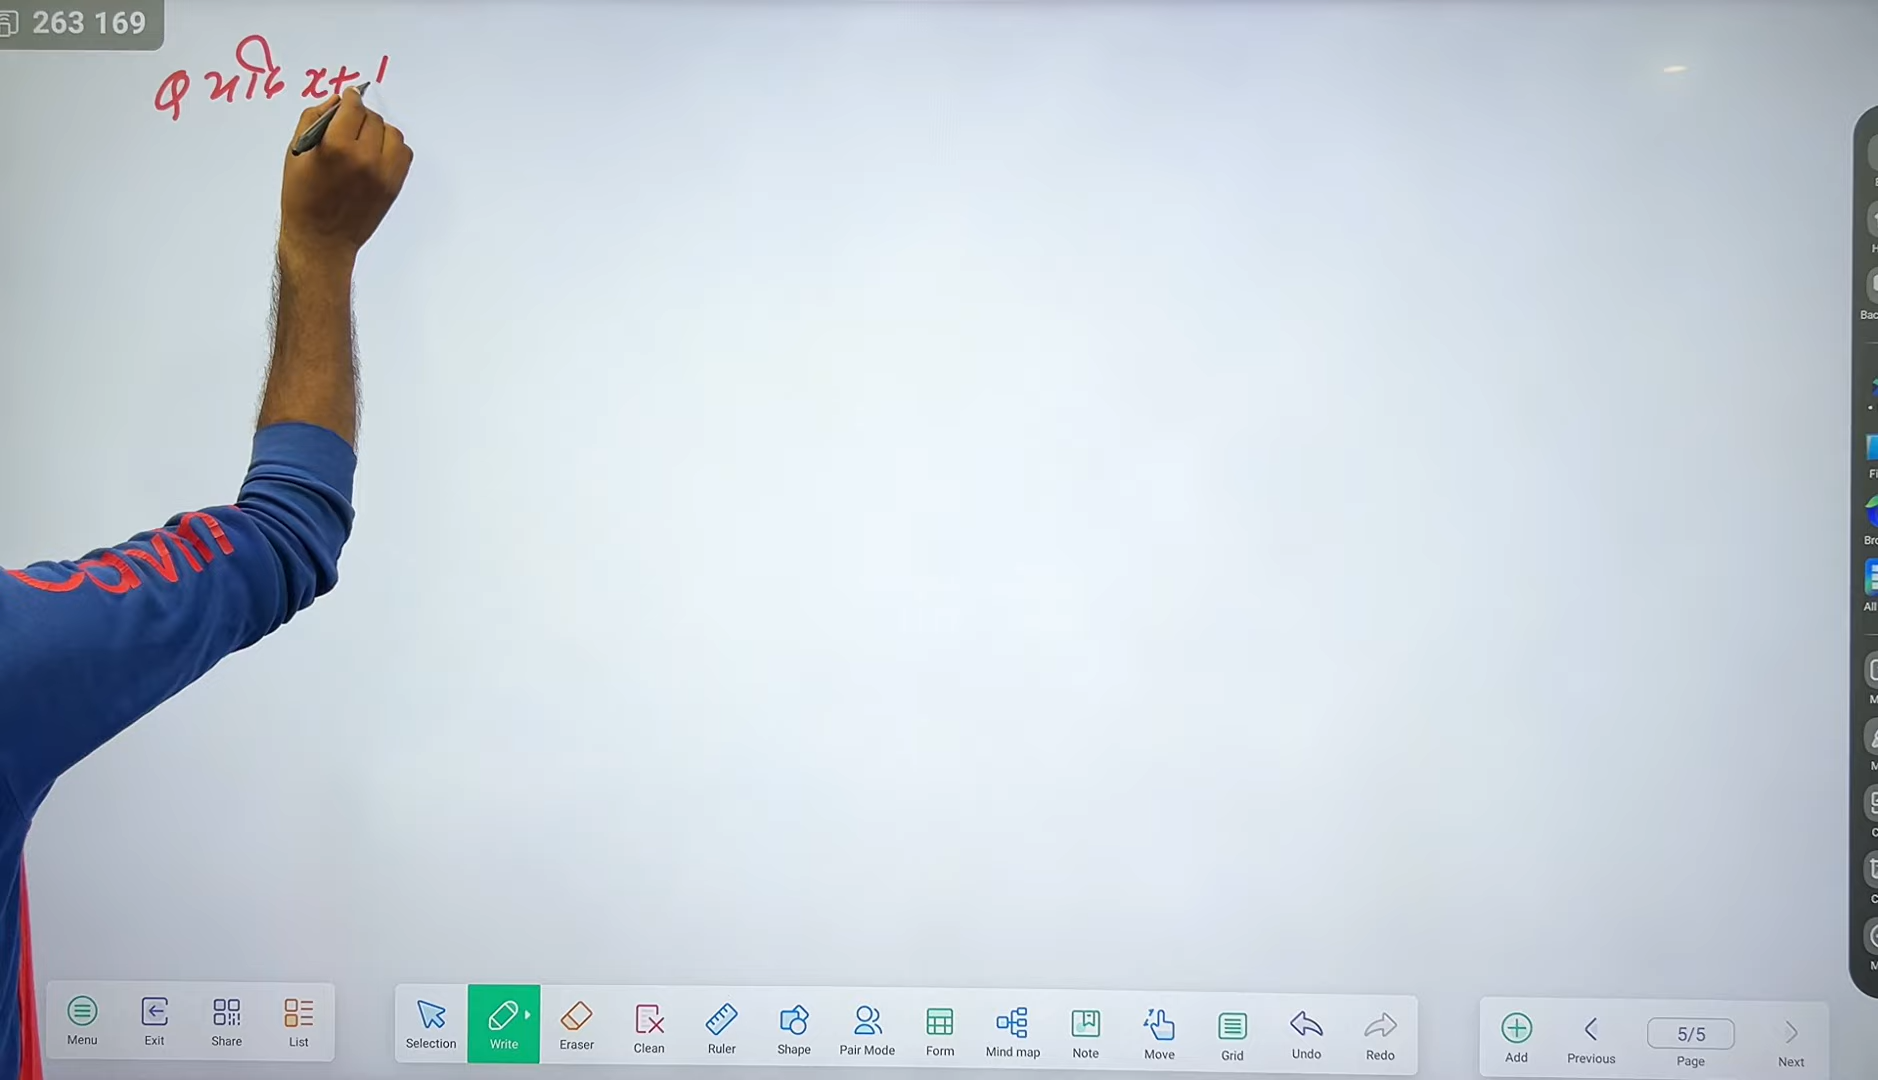 263 169
Q यदि x+1
Menu
Exit
Share
List
Selection
Write
Eraser
Clean
Ruler
Shape
Pair Mode
Form
Mind map
Note
Move
Grid
Undo
Redo
Add
Previous
5/5
Page
Next